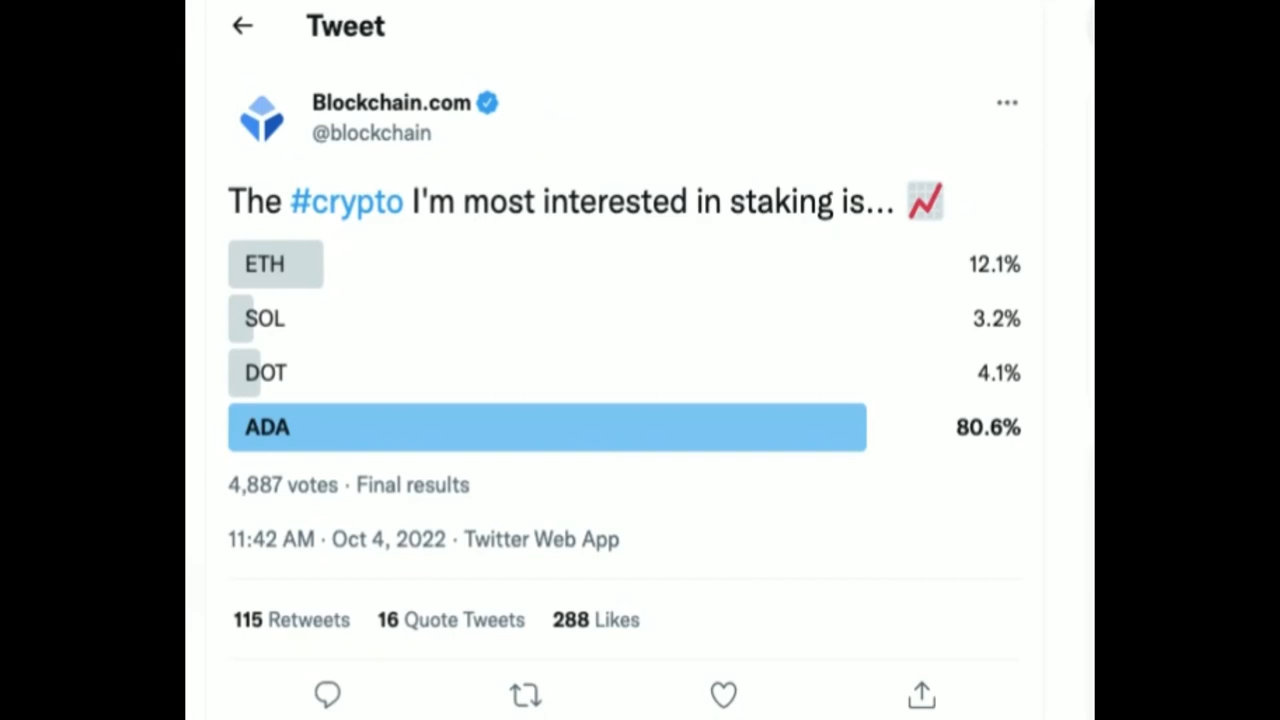 Tweet
Blockchain.com
@blockchain
The #crypto I'm most interested in staking is... 📈
ETH 12.1%
SOL 3.2%
DOT 4.1%
ADA 80.6%
4,887 votes · Final results
11:42 AM · Oct 4, 2022 · Twitter Web App
115 Retweets 16 Quote Tweets 288 Likes